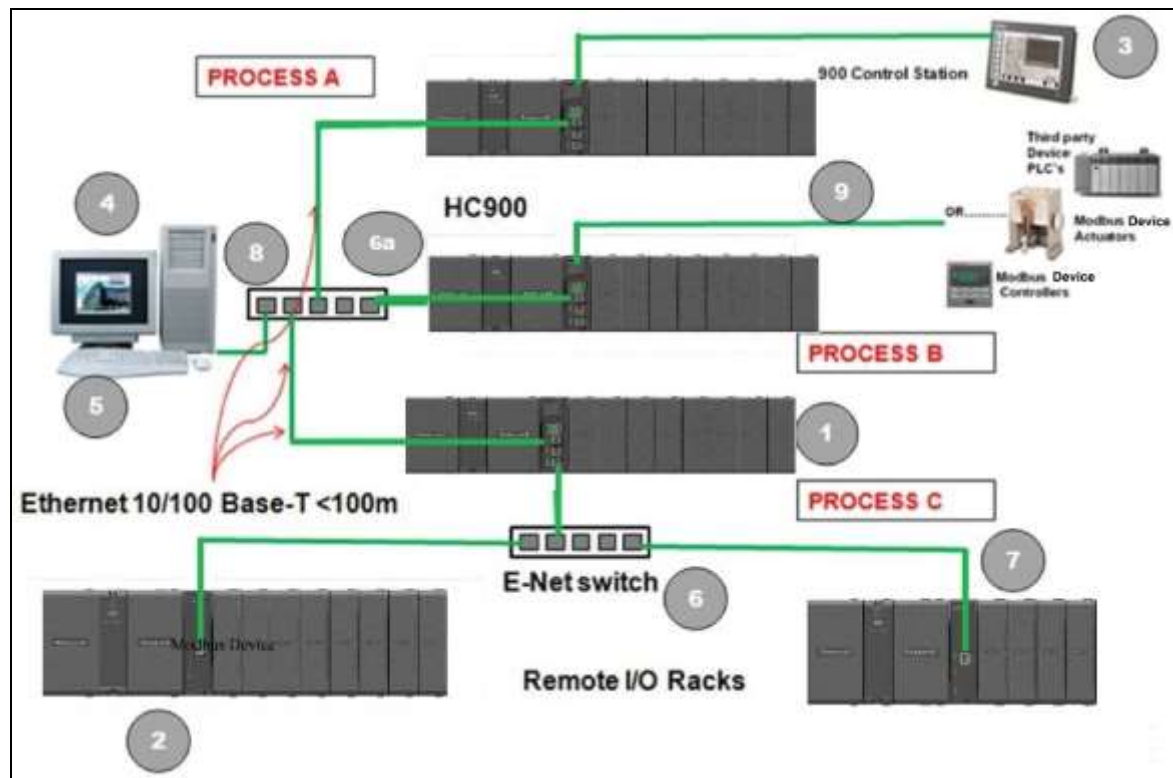 3
PROCESS A
900 Control Station
Third party
Device
PLC's
4
HC900
9
8
6a
OR..........
Modbus Device
Actuators
Modbus Device
Controllers
PROCESS B
5
1
Ethernet 10/100 Base-T <100m
PROCESS C
7
E-Net switch
6
Modbus Device
Remote I/O Racks
2